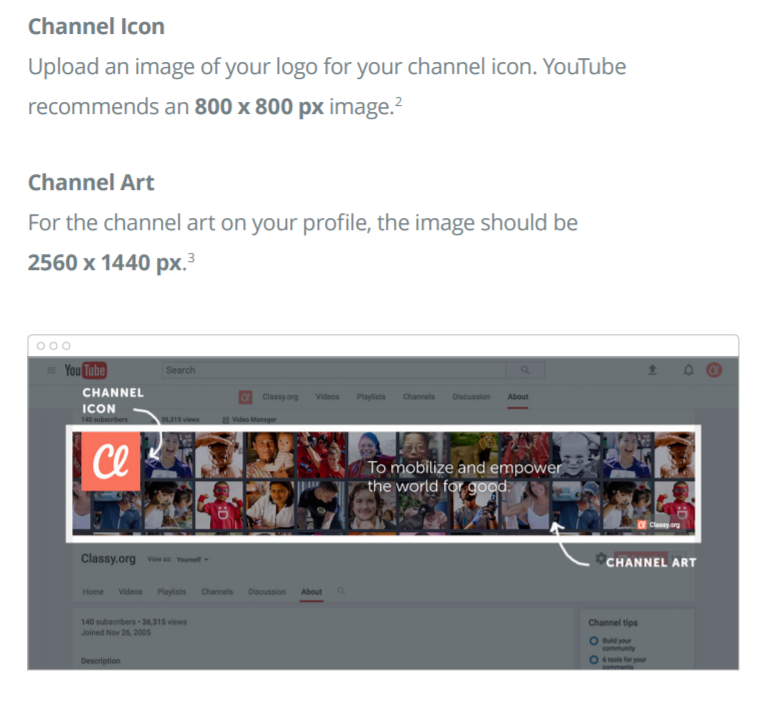 Channel Icon
Upload an image of your logo for your channel icon. YouTube
recommends an 800 x 800 px image.2
Channel Art
For the channel art on your profile, the image should be
2560 x 1440 px.3
YouTube
Search
Classy.org Videos Playlists Channels Discussion About
CHANNEL
ICON
140 subscribers 36,315 views Video Manager
Cl
To mobilize and empower
the world for good.
Classy.org
Classy.org View as: Yourself
CHANNEL ART
Home Videos Playlists Channels Discussion About
140 subscribers • 36,315 views
Joined Nov 26, 2005
Description
Channel tips
Build your
community
6 tools for your
comments